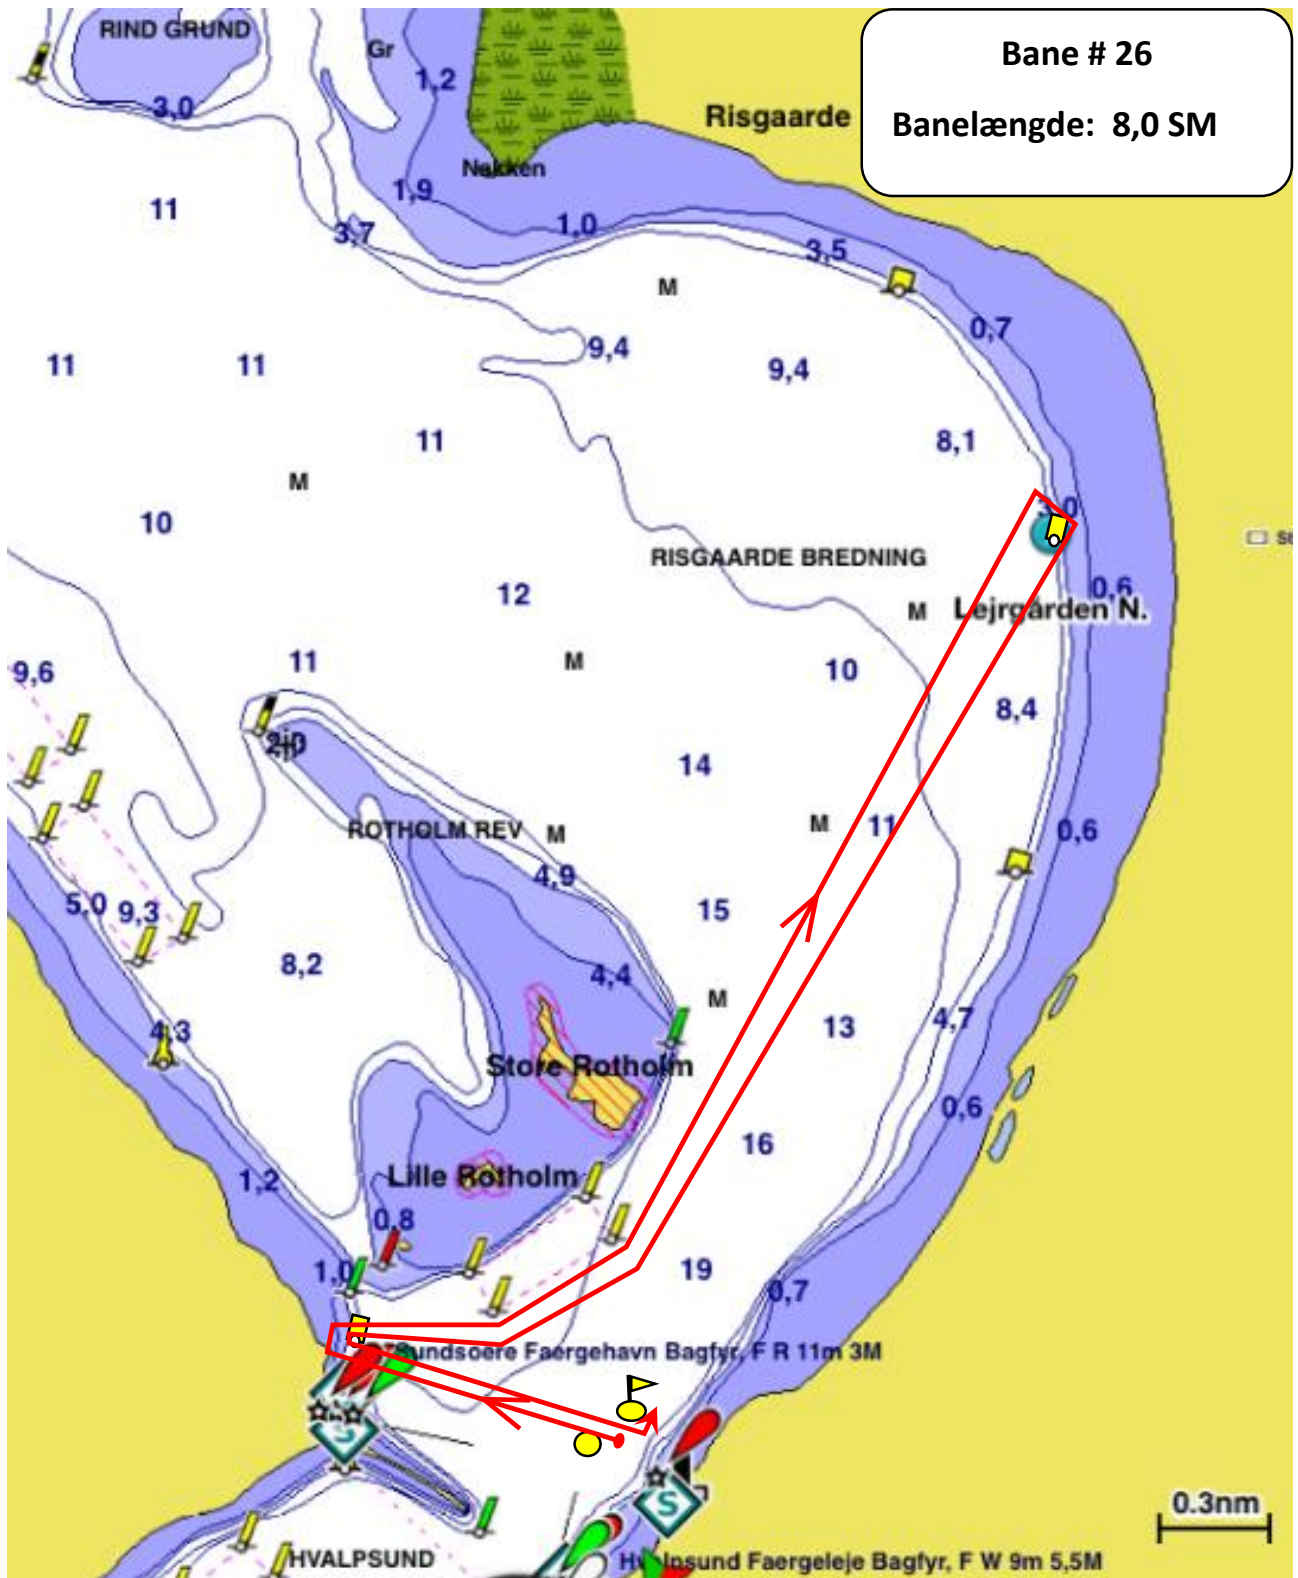 RIND GRUND
Gr
Bane # 26
1,2
3,0
Risgaarde
Banelængde: 8,0 SM
Nakken
1,9
11
3,7
1,0
3,5
M
0,7
9,4
11
11
9,4
11
8,1
M
3,0
10
RISGAARDE BREDNING
12
0,6
M
Lejrgården N.
11
M
9,6
10
8,4
2,0
14
ROTHOLM REV
M
M
11
0,6
4,9
5,0
9,3
15
8,2
4,4
M
4,3
13
4,7
Store Rotholm
0,6
16
Lille Rotholm
1,2
0,8
1,0
19
0,7
Sundsoere Faergehavn Bagfyr, F R 11m 3M
S
S
0.3nm
HVALPSUND
Hvalpsund Faergeleje Bagfyr, F W 9m 5,5M